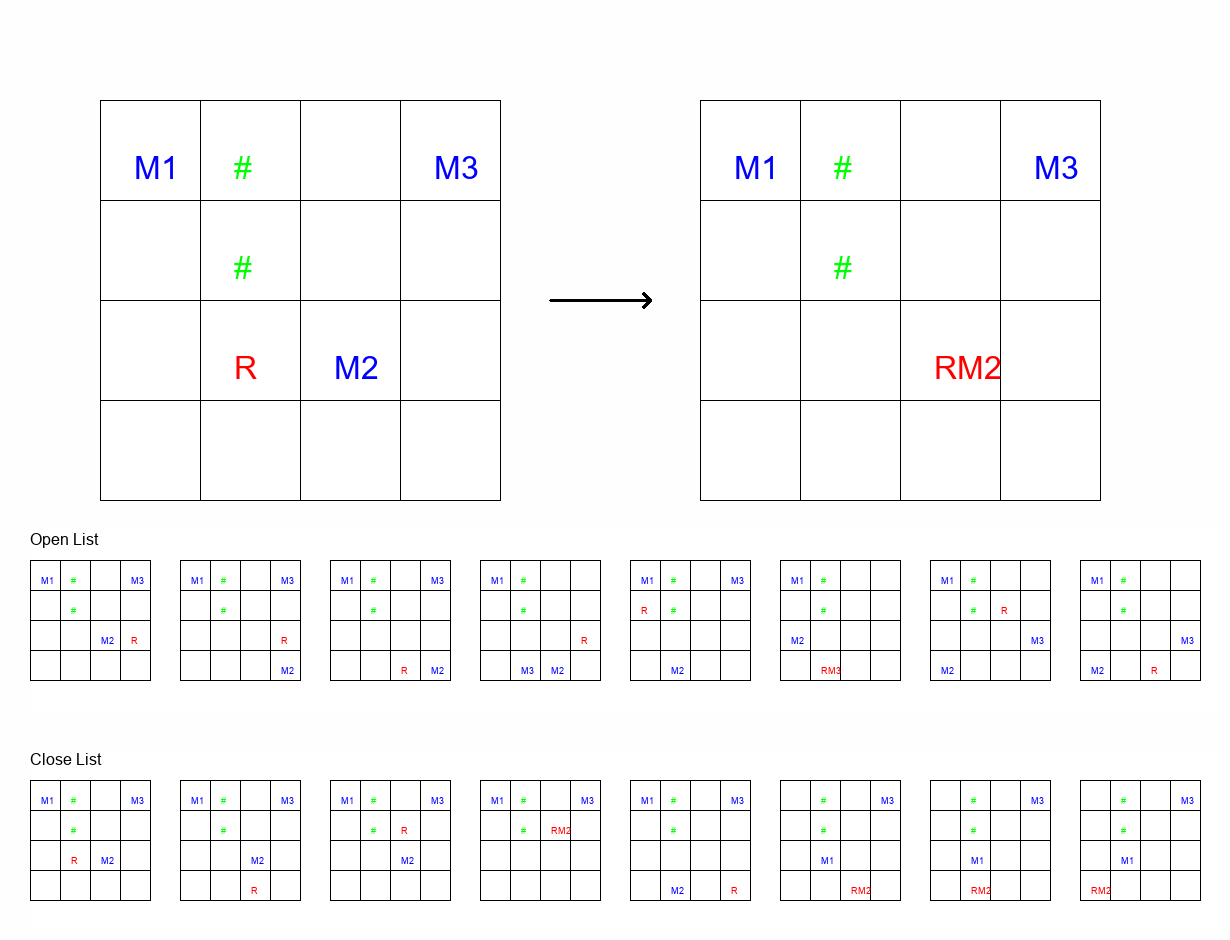 M1 # M3 M1 # M3
# #
R M2 RM2
Open List
M1 # M3 M1 # M3 M1 # M3 M1 # M1 # M3 M1 # M1 # M1 #
# # # # R # # # R #
M2 R R R M2 M3 M3
M2 R M2 M3 M2 M2 RM3 M2 M2 R
Close List
M1 # M3 M1 # M3 M1 # M3 M1 # M3 M1 # M3 # M3 # M3 # M3
# # # R # RM2 # # # #
R M2 M2 M2 M1 M1 M1
R M2 R RM2 RM2 RM2